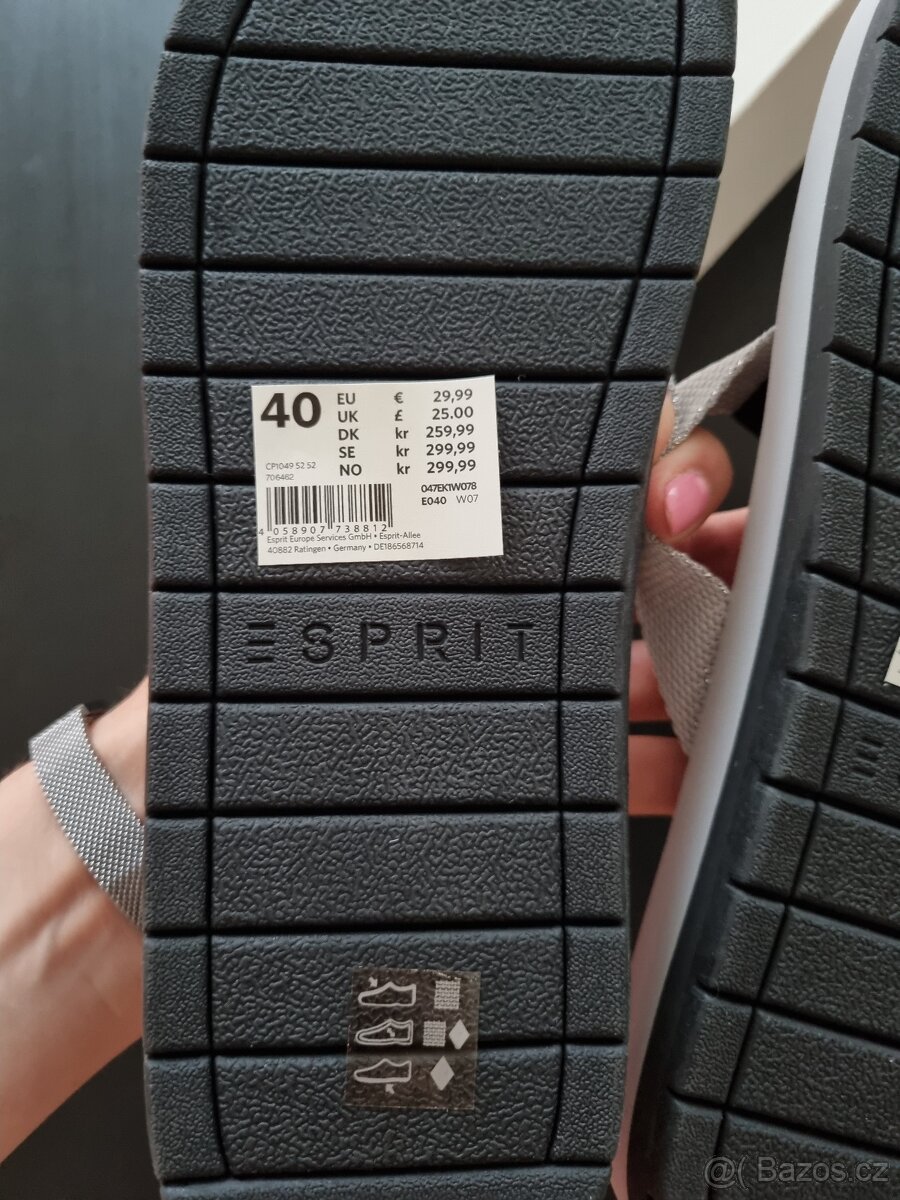 40 EU € 29,99
UK £ 25.00
DK kr 259,99
SE kr 299,99
NO kr 299,99
CP1049 S2 S2
706462
047EK1W078
E040 W07
4 058907 738812
Esprit Europe Services GmbH • Esprit-Allee
40882 Ratingen • Germany • DE186568714
ESPRIT
E
@( Bazos.cz